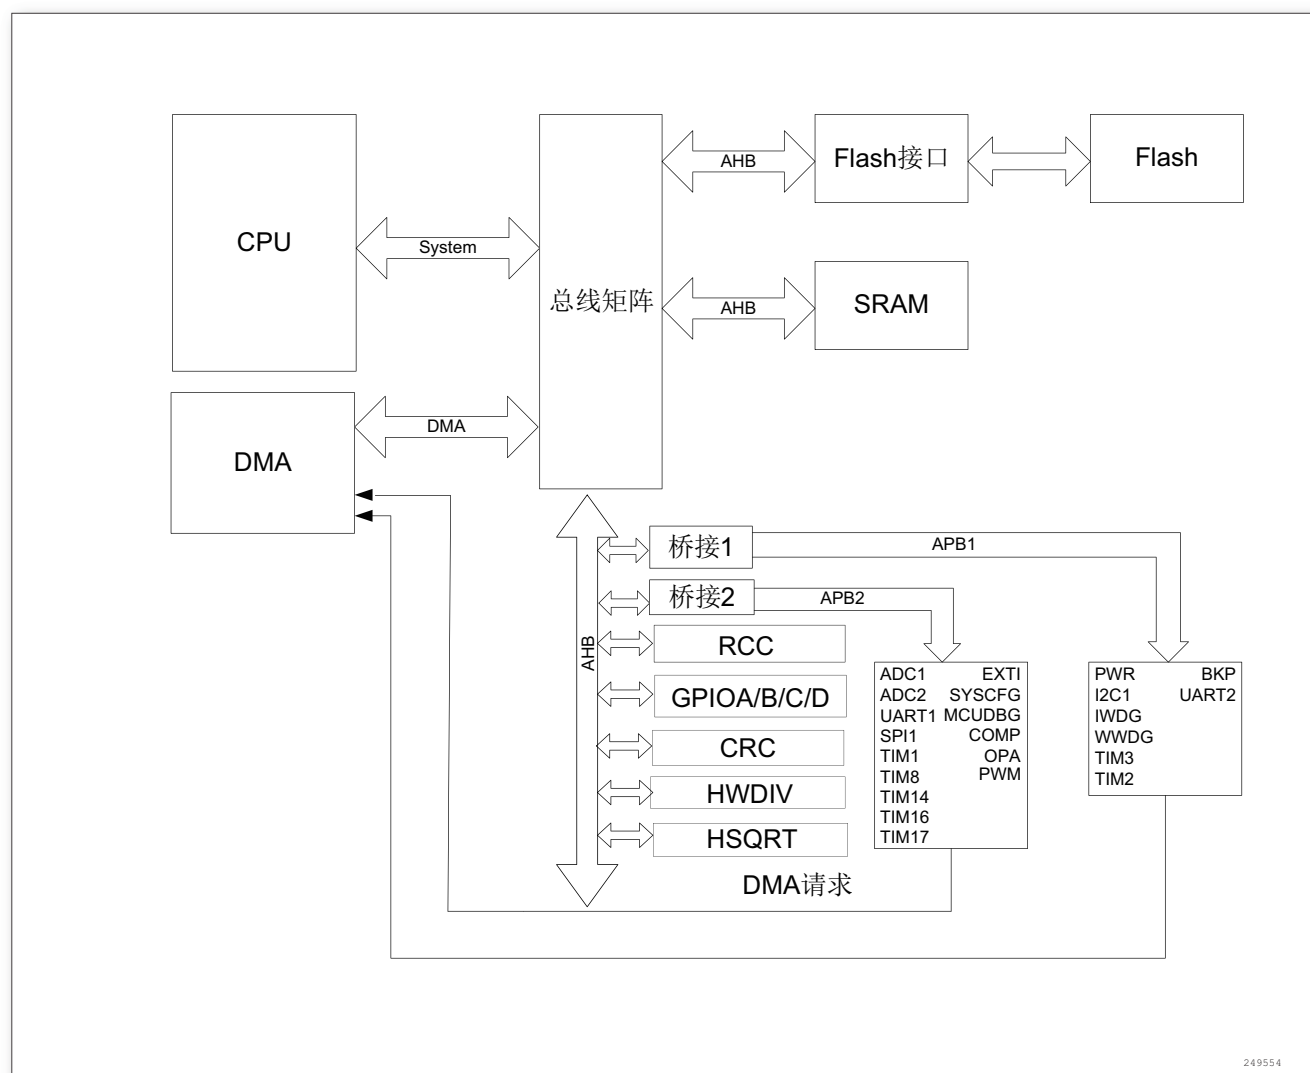 CPU
System
总线矩阵
AHB
Flash接口
Flash
AHB
SRAM
DMA
DMA
AHB
桥接1
APB1
桥接2
APB2
RCC
GPIOA/B/C/D
CRC
HWDIV
HSQRT
ADC1 EXTI
ADC2 SYSCFG
UART1 MCUDBG
SPI1 COMP
TIM1 OPA
TIM8 PWM
TIM14
TIM16
TIM17
PWR BKP
I2C1 UART2
IWDG
WWDG
TIM3
TIM2
DMA请求
249554